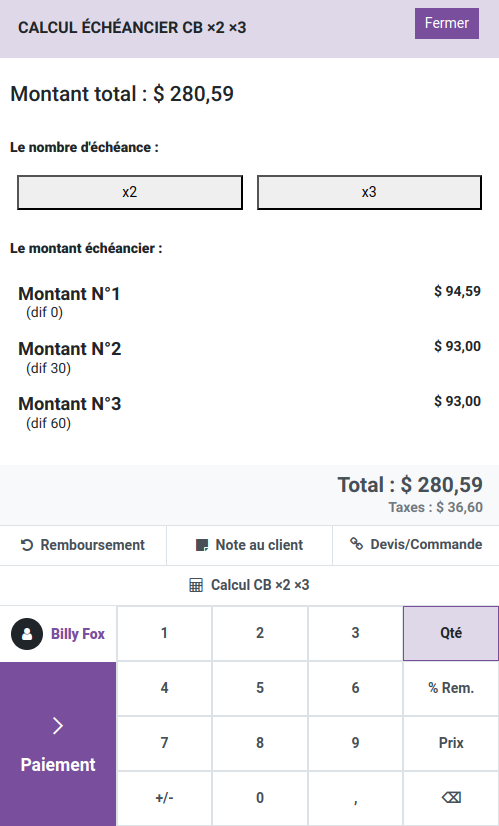 CALCUL ÉCHÉANCIER CB ×2 ×3
Fermer
Montant total : $ 280,59
Le nombre d'échéance :
x2 x3
Le montant échéancier :
Montant N°1 $ 94,59
(dif 0)
Montant N°2 $ 93,00
(dif 30)
Montant N°3 $ 93,00
(dif 60)
Total : $ 280,59
Taxes : $ 36,60
Remboursement Note au client Devis/Commande
Calcul CB ×2 ×3
Billy Fox 1 2 3 Qté
4 5 6 % Rem.
7 8 9 Prix
Paiement
+/- 0 , ⌫